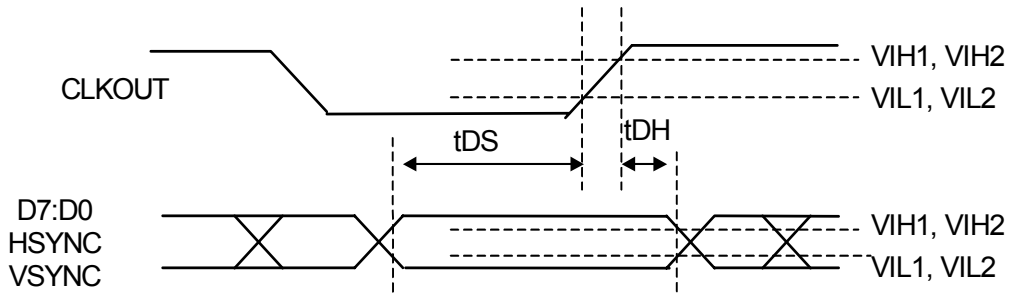 VIH1, VIH2
CLKOUT
VIL1, VIL2
tDS
tDH
D7:D0
VIH1, VIH2
HSYNC
VIL1, VIL2
VSYNC